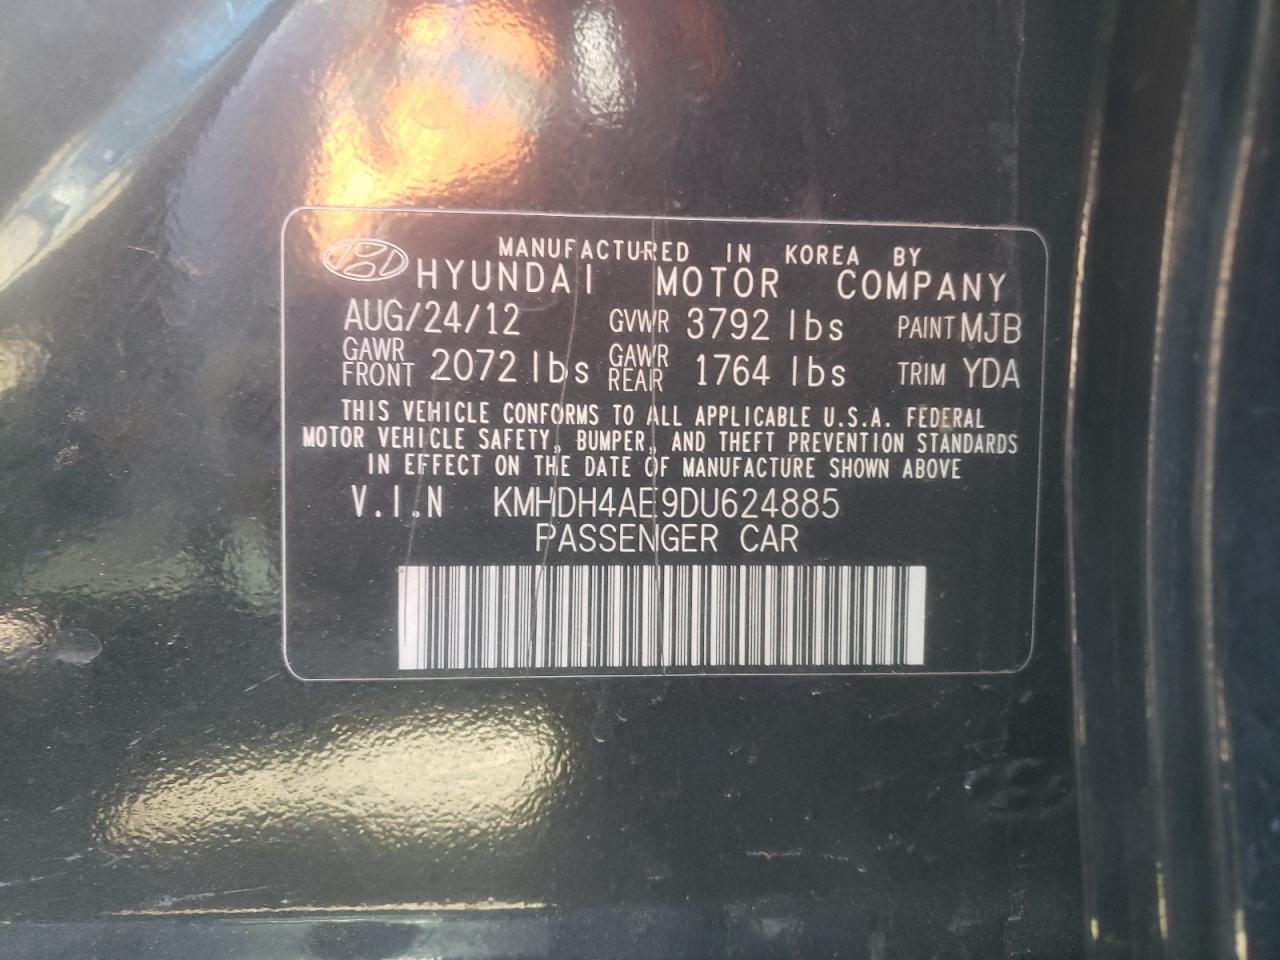 MANUFACTURED IN KOREA BY
HYUNDAI MOTOR COMPANY
AUG/24/12 GVWR 3792 lbs PAINT MJB
GAWR FRONT 2072 lbs GAWR REAR 1764 lbs TRIM YDA
THIS VEHICLE CONFORMS TO ALL APPLICABLE U.S.A. FEDERAL
MOTOR VEHICLE SAFETY, BUMPER, AND THEFT PREVENTION STANDARDS
IN EFFECT ON THE DATE OF MANUFACTURE SHOWN ABOVE
V.I.N KMHDH4AE9DU624885
PASSENGER CAR